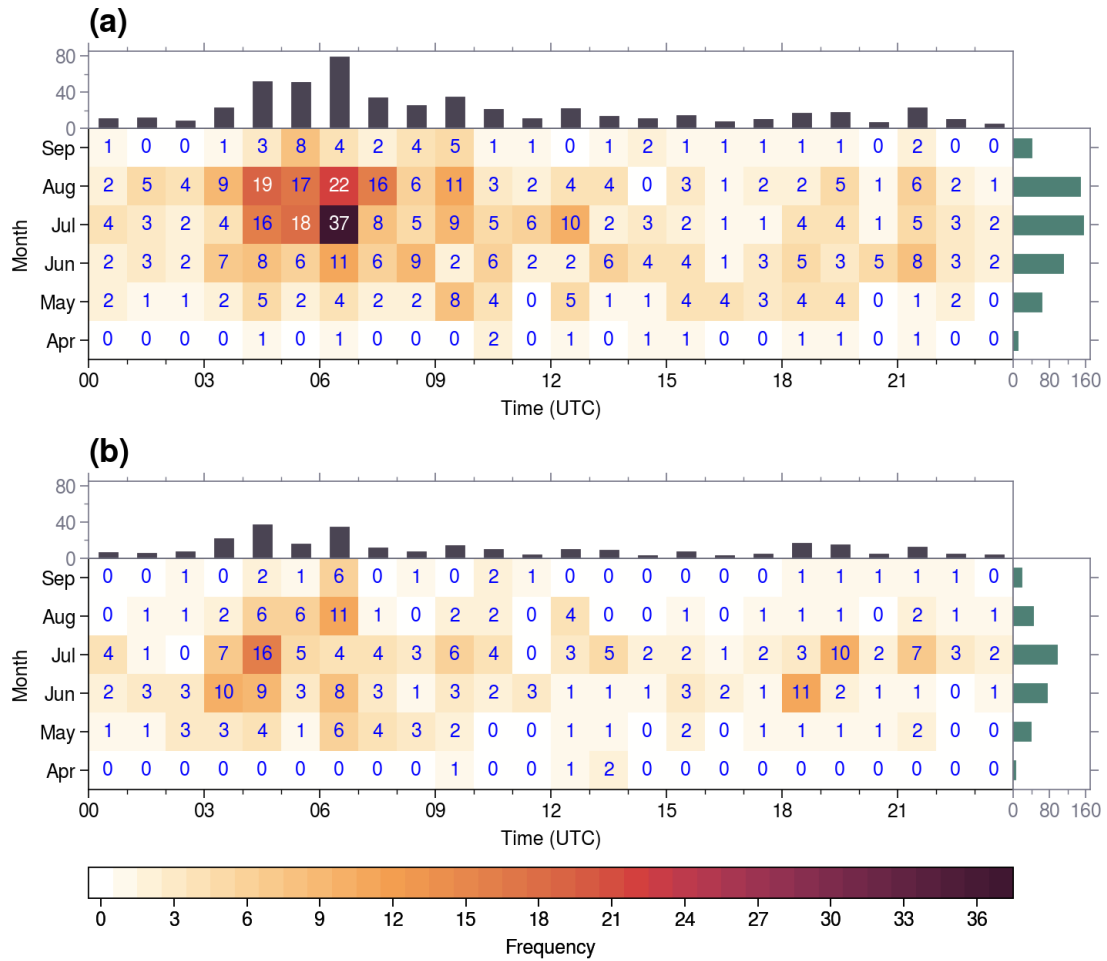 (a)
80
40
0
Sep 1 0 0 1 3 8 4 2 4 5 1 1 0 1 2 1 1 1 1 1 0 2 0 0
Aug 2 5 4 9 19 17 22 16 6 11 3 2 4 4 0 3 1 2 2 5 1 6 2 1
Jul 4 3 2 4 16 18 37 8 5 9 5 6 10 2 3 2 1 1 4 4 1 5 3 2
Jun 2 3 2 7 8 6 11 6 9 2 6 2 2 6 4 4 1 3 5 3 5 8 3 2
May 2 1 1 2 5 2 4 2 2 8 4 0 5 1 1 4 4 3 4 4 0 1 2 0
Apr 0 0 0 0 1 0 1 0 0 0 2 0 1 0 1 1 0 0 1 1 0 1 0 0
Month
00 03 06 09 12 15 18 21 0 80 160
Time (UTC)
(b)
80
40
0
Sep 0 0 1 0 2 1 6 0 1 0 2 1 0 0 0 0 0 0 1 1 1 1 1 0
Aug 0 1 1 2 6 6 11 1 0 2 2 0 4 0 0 1 0 1 1 1 0 2 1 1
Jul 4 1 0 7 16 5 4 4 3 6 4 0 3 5 2 2 1 2 3 10 2 7 3 2
Jun 2 3 3 10 9 3 8 3 1 3 2 3 1 1 1 3 2 1 11 2 1 1 0 1
May 1 1 3 3 4 1 6 4 3 2 0 0 1 1 0 2 0 1 1 1 1 2 0 0
Apr 0 0 0 0 0 0 0 0 0 1 0 0 1 2 0 0 0 0 0 0 0 0 0 0
Month
00 03 06 09 12 15 18 21 0 80 160
Time (UTC)
0 3 6 9 12 15 18 21 24 27 30 33 36
Frequency